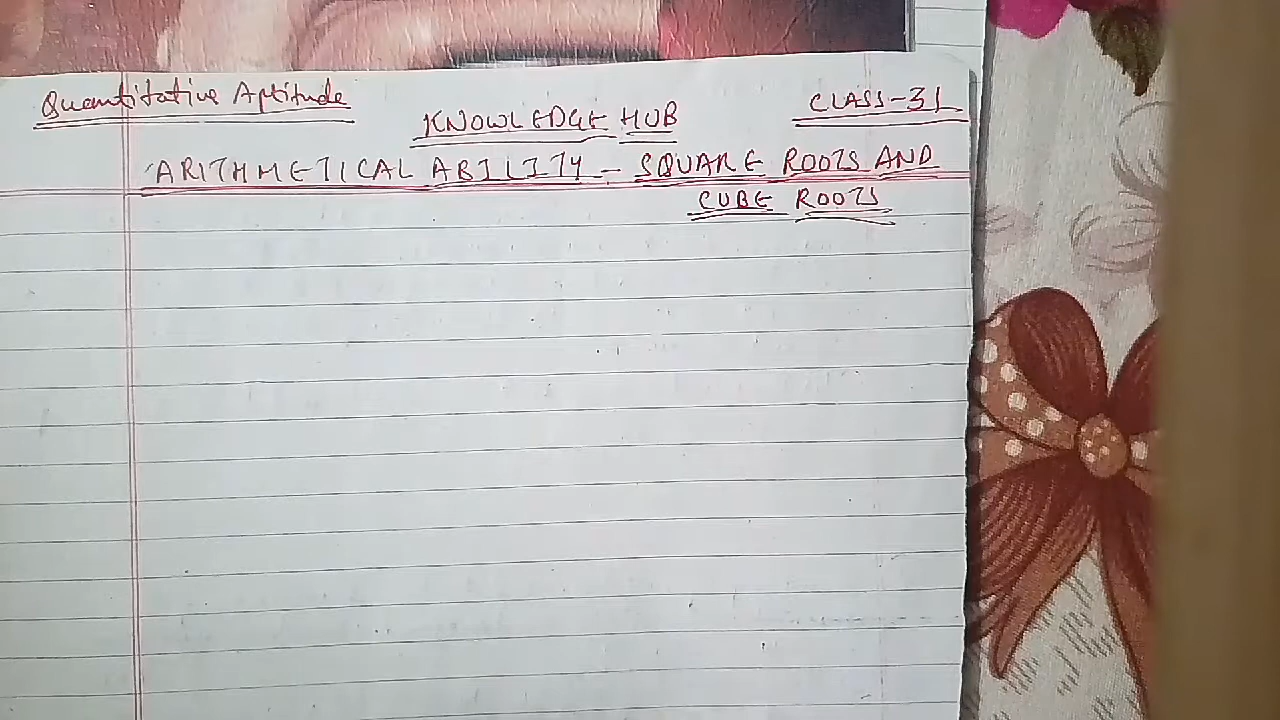 Quantitative Aptitude
KNOWLEDGE HUB
CLASS-31
ARITHMETICAL ABILITY - SQUARE ROOTS AND
CUBE ROOTS